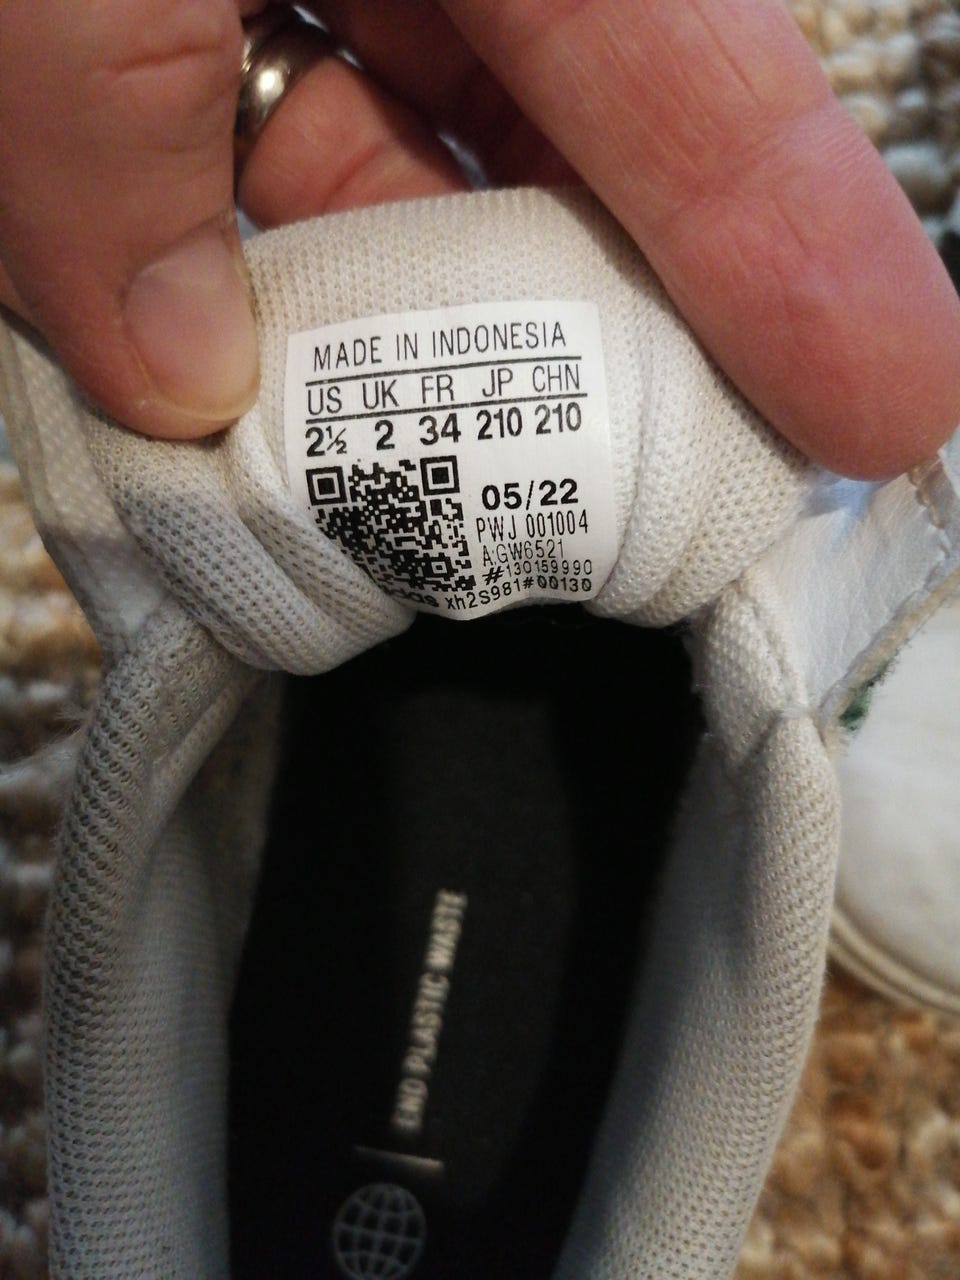 MADE IN INDONESIA
US UK FR JP CHN
2½ 2 34 210 210
05/22
PWJ 001004
GW6521
#130159990
xh2S981#00130
END PLASTIC WASTE